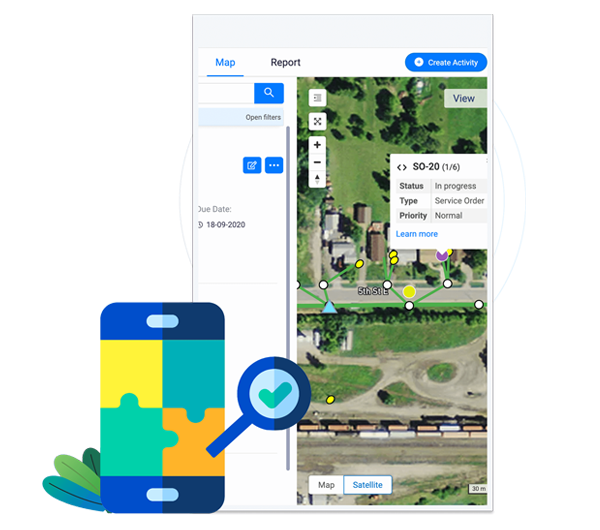 Map Report Create Activity
View
Open filters
SO-20 (1/6)
Status In progress
Type Service Order
Priority Normal
Learn more
Due Date:
18-09-2020
5th St E
Map Satellite
30 m